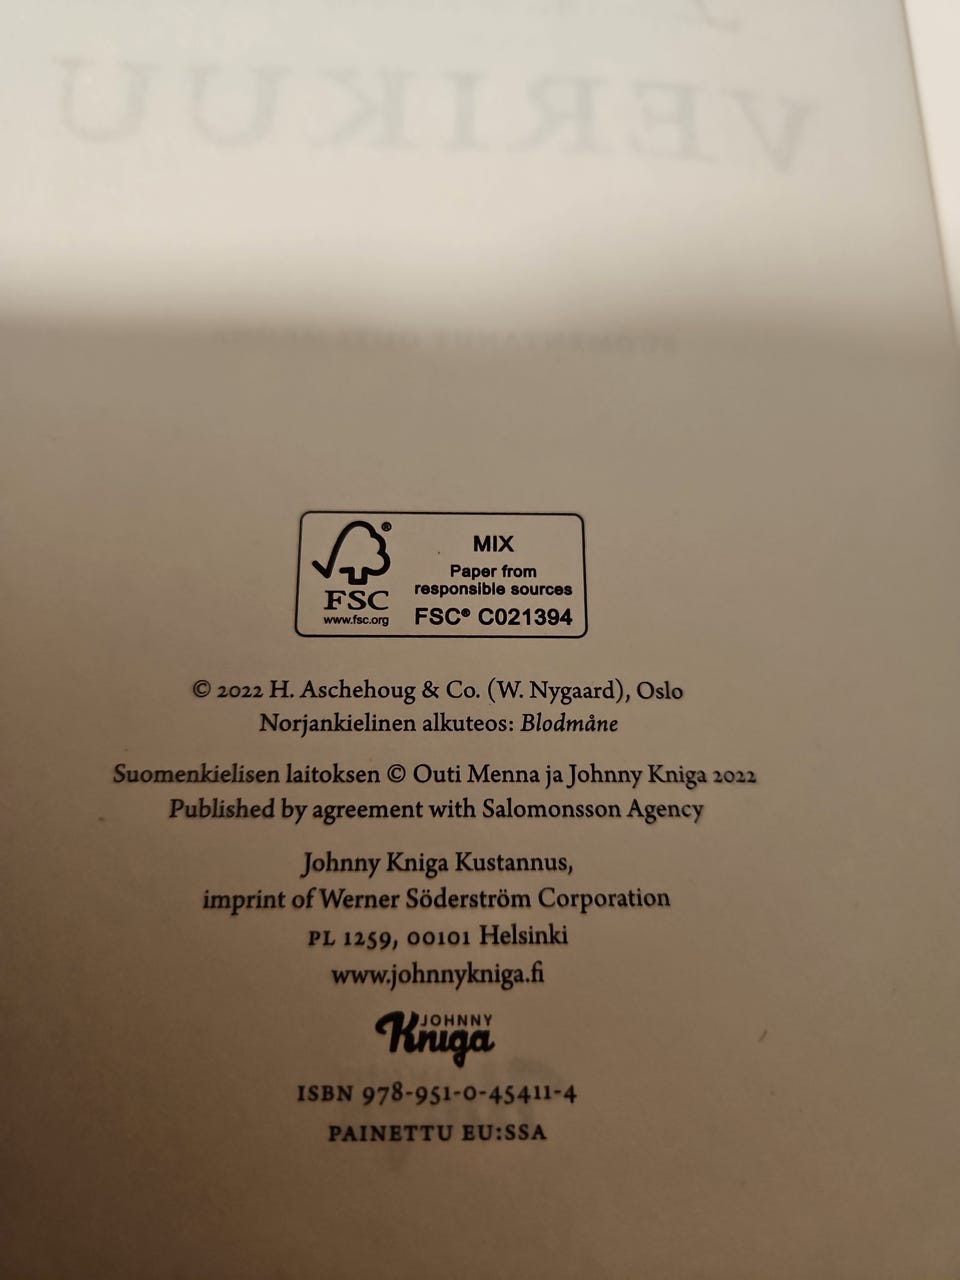 VERIKUU
MIX
Paper from
responsible sources
FSC® C021394
®
FSC
www.fsc.org
© 2022 H. Aschehoug & Co. (W. Nygaard), Oslo
Norjankielinen alkuteos: Blodmåne
Suomenkielisen laitoksen © Outi Menna ja Johnny Kniga 2022
Published by agreement with Salomonsson Agency
Johnny Kniga Kustannus,
imprint of Werner Söderström Corporation
PL 1259, 00101 Helsinki
www.johnnykniga.fi
JOHNNY
Kniga
ISBN 978-951-0-45411-4
PAINETTU EU:SSA